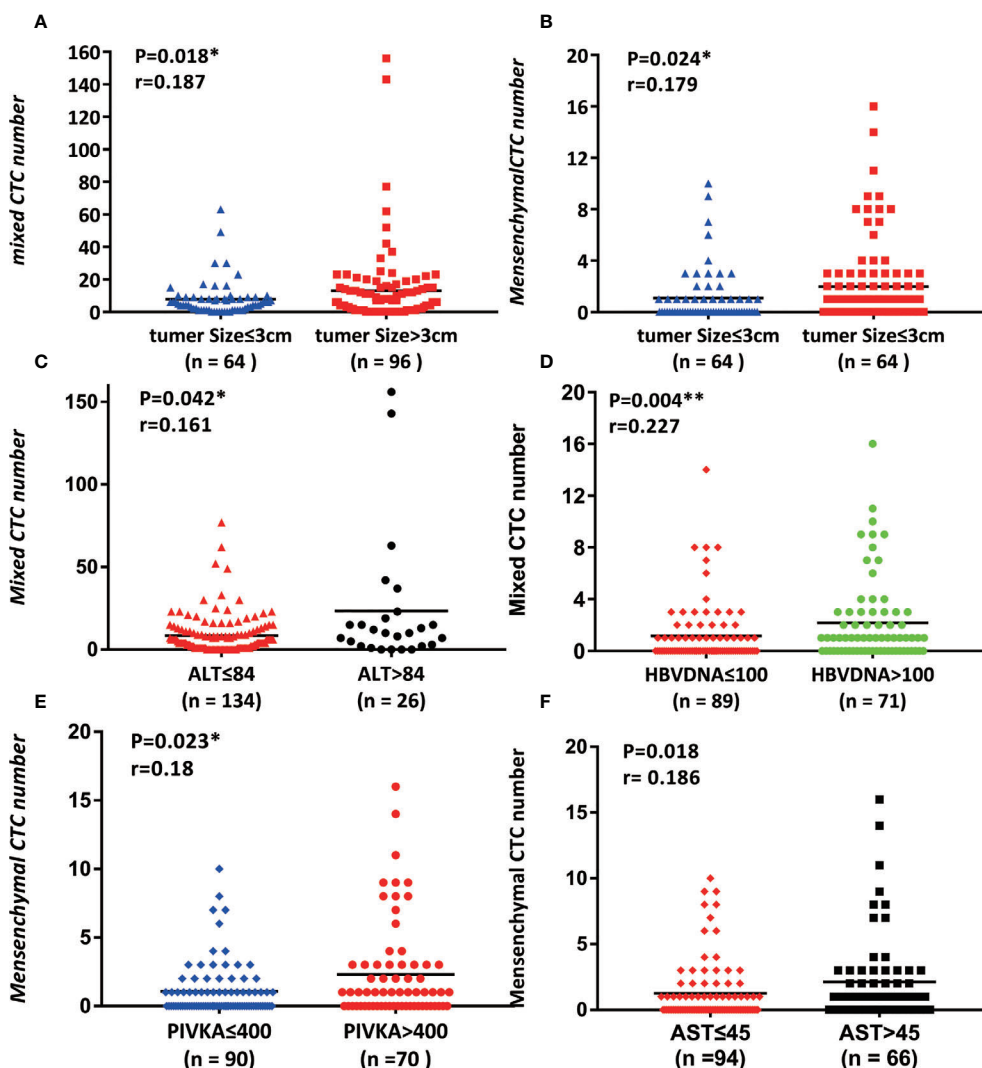 A
P=0.018*
r=0.187
mixed CTC number
160
140
120
100
80
60
40
20
0
tumer Size≤3cm
(n = 64 )
tumer Size>3cm
(n = 96 )
B
P=0.024*
r=0.179
MensenchymalCTC number
20
16
12
8
4
0
tumer Size≤3cm
(n = 64 )
tumer Size≤3cm
(n = 64 )
C
P=0.042*
r=0.161
Mixed CTC number
150
100
50
0
ALT≤84
(n = 134)
ALT>84
(n = 26)
D
P=0.004**
r=0.227
Mixed CTC number
20
16
12
8
4
0
HBVDNA≤100
(n = 89)
HBVDNA>100
(n = 71)
E
P=0.023*
r=0.18
Mensenchymal CTC number
20
15
10
5
0
PIVKA≤400
(n = 90)
PIVKA>400
(n =70)
F
P=0.018
r= 0.186
Mensenchymal CTC number
20
15
10
5
0
AST≤45
(n =94)
AST>45
(n = 66)